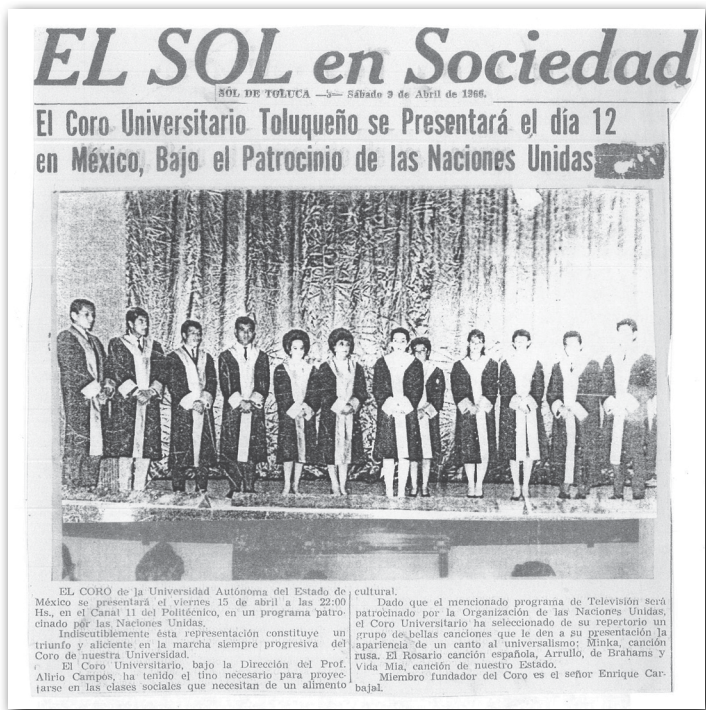 EL SOL en Sociedad
SOL DE TOLUCA —3— Sábado 9 de Abril de 1966.
El Coro Universitario Toluqueño se Presentará el día 12
en México, Bajo el Patrocinio de las Naciones Unidas
EL CORO de la Universidad Autónoma del Estado de
México se presentará el viernes 15 de abril a las 22:00
Hs., en el Canal 11 del Politécnico, en un programa patro-
cinado por las Naciones Unidas.
Indiscutiblemente ésta representación constituye un
triunfo y aliciente en la marcha siempre progresiva del
Coro de nuestra Universidad.
El Coro Universitario, bajo la Dirección del Prof.
Alirio Campos, ha tenido el tino necesario para proyec-
tarse en las clases sociales que necesitan de un alimento
cultural.
Dado que el mencionado programa de Televisión será
patrocinado por la Organización de las Naciones Unidas,
el Coro Universitario ha seleccionado de su repertorio un
grupo de bellas canciones que le den a su presentación la
apariencia de un canto al universalismo: Minka, canción
rusa. El Rosario canción española, Arrullo, de Brahams y
Vida Mia, canción de nuestro Estado.
Miembro fundador del Coro es el señor Enrique Car-
bajal.